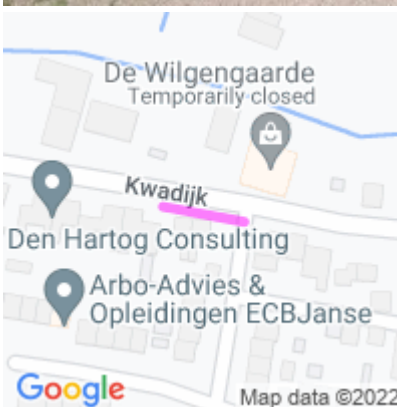 De Wilgengaarde
Temporarily closed
Kwadijk
Den Hartog Consulting
Arbo-Advies &
Opleidingen ECBJanse
Google
Map data ©2022